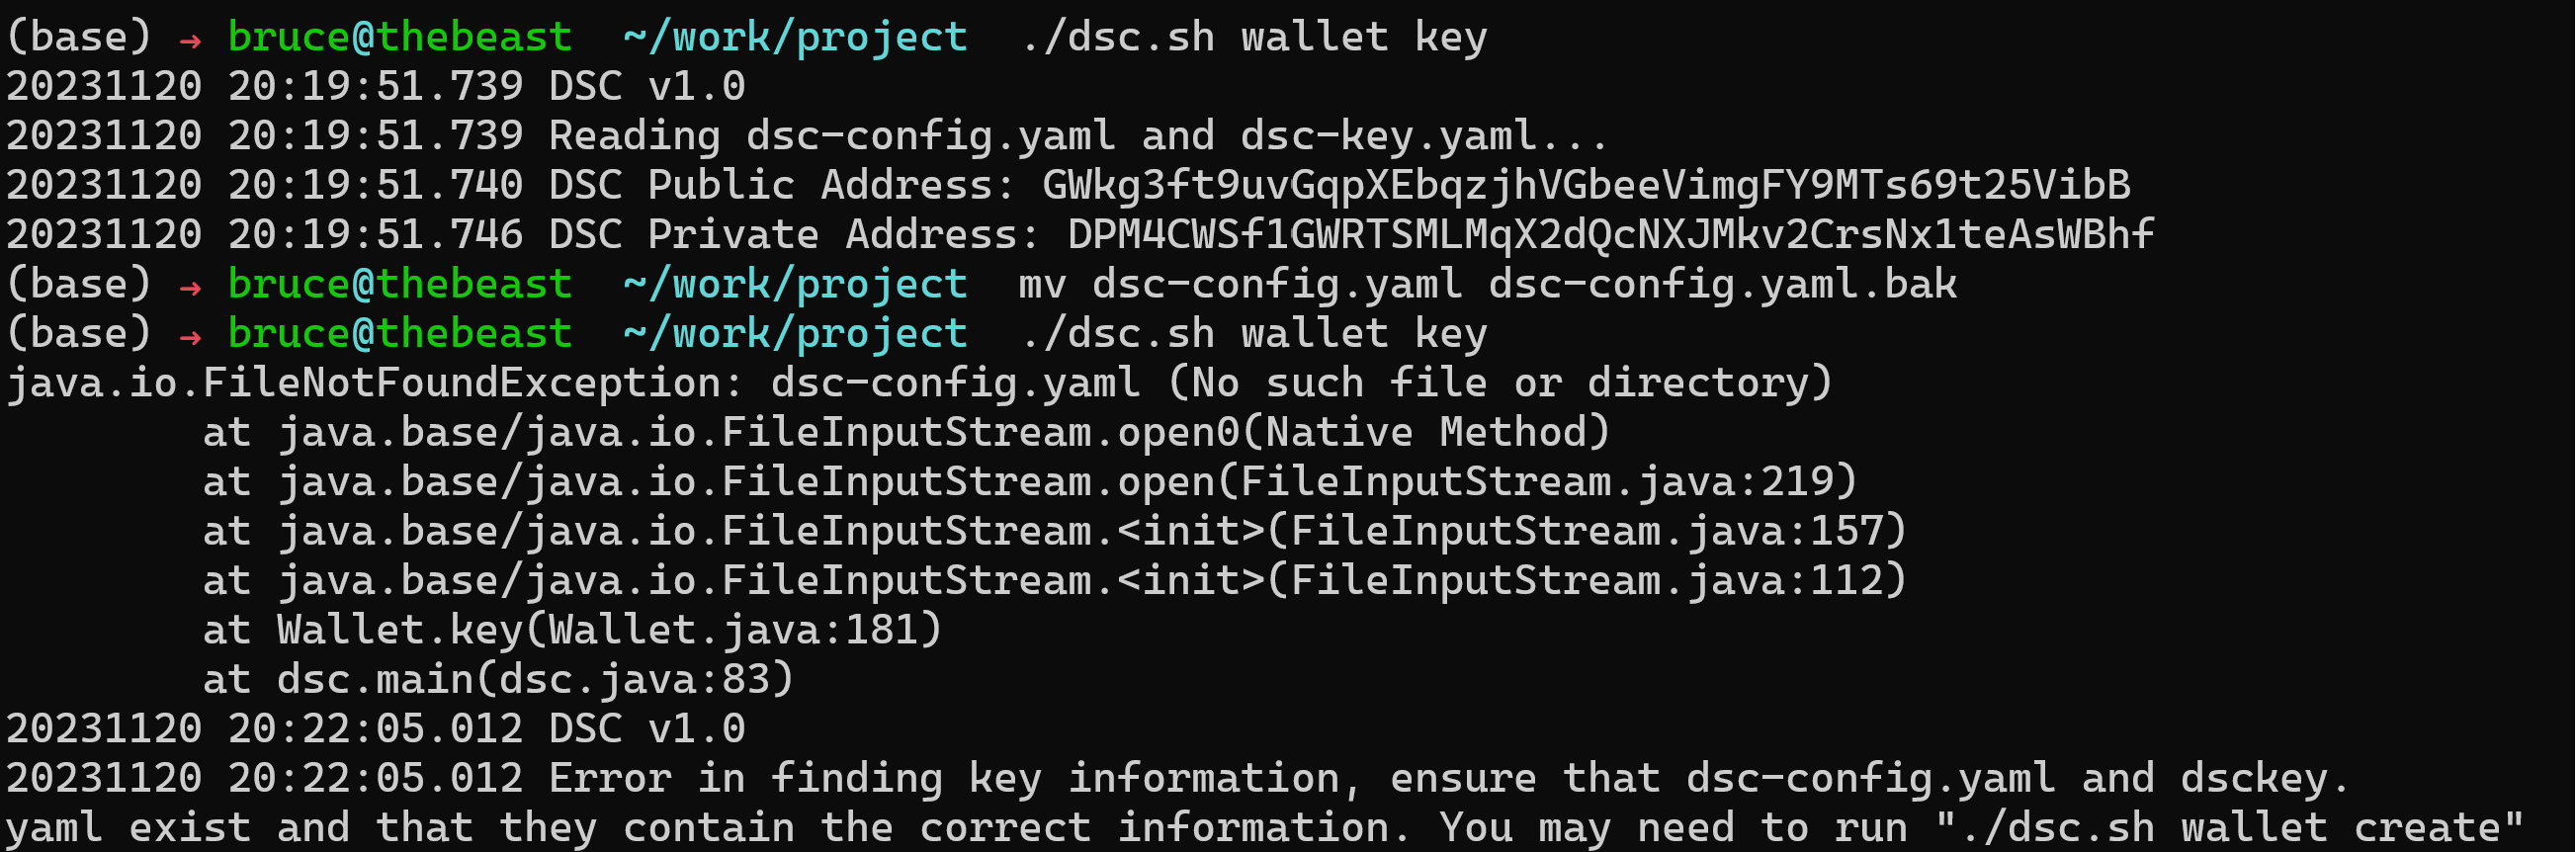 (base) → bruce@thebeast  ~/work/project  ./dsc.sh wallet key
20231120 20:19:51.739 DSC v1.0
20231120 20:19:51.739 Reading dsc-config.yaml and dsc-key.yaml...
20231120 20:19:51.740 DSC Public Address: GWkg3ft9uvGqpXEbqzjhVGbeeVimgFY9MTs69t25VibB
20231120 20:19:51.746 DSC Private Address: DPM4CWSf1GWRTSMLMqX2dQcNXJMkv2CrsNx1teAsWBhf
(base) → bruce@thebeast  ~/work/project  mv dsc-config.yaml dsc-config.yaml.bak
(base) → bruce@thebeast  ~/work/project  ./dsc.sh wallet key
java.io.FileNotFoundException: dsc-config.yaml (No such file or directory)
        at java.base/java.io.FileInputStream.open0(Native Method)
        at java.base/java.io.FileInputStream.open(FileInputStream.java:219)
        at java.base/java.io.FileInputStream.<init>(FileInputStream.java:157)
        at java.base/java.io.FileInputStream.<init>(FileInputStream.java:112)
        at Wallet.key(Wallet.java:181)
        at dsc.main(dsc.java:83)
20231120 20:22:05.012 DSC v1.0
20231120 20:22:05.012 Error in finding key information, ensure that dsc-config.yaml and dsckey.
yaml exist and that they contain the correct information. You may need to run "./dsc.sh wallet create"